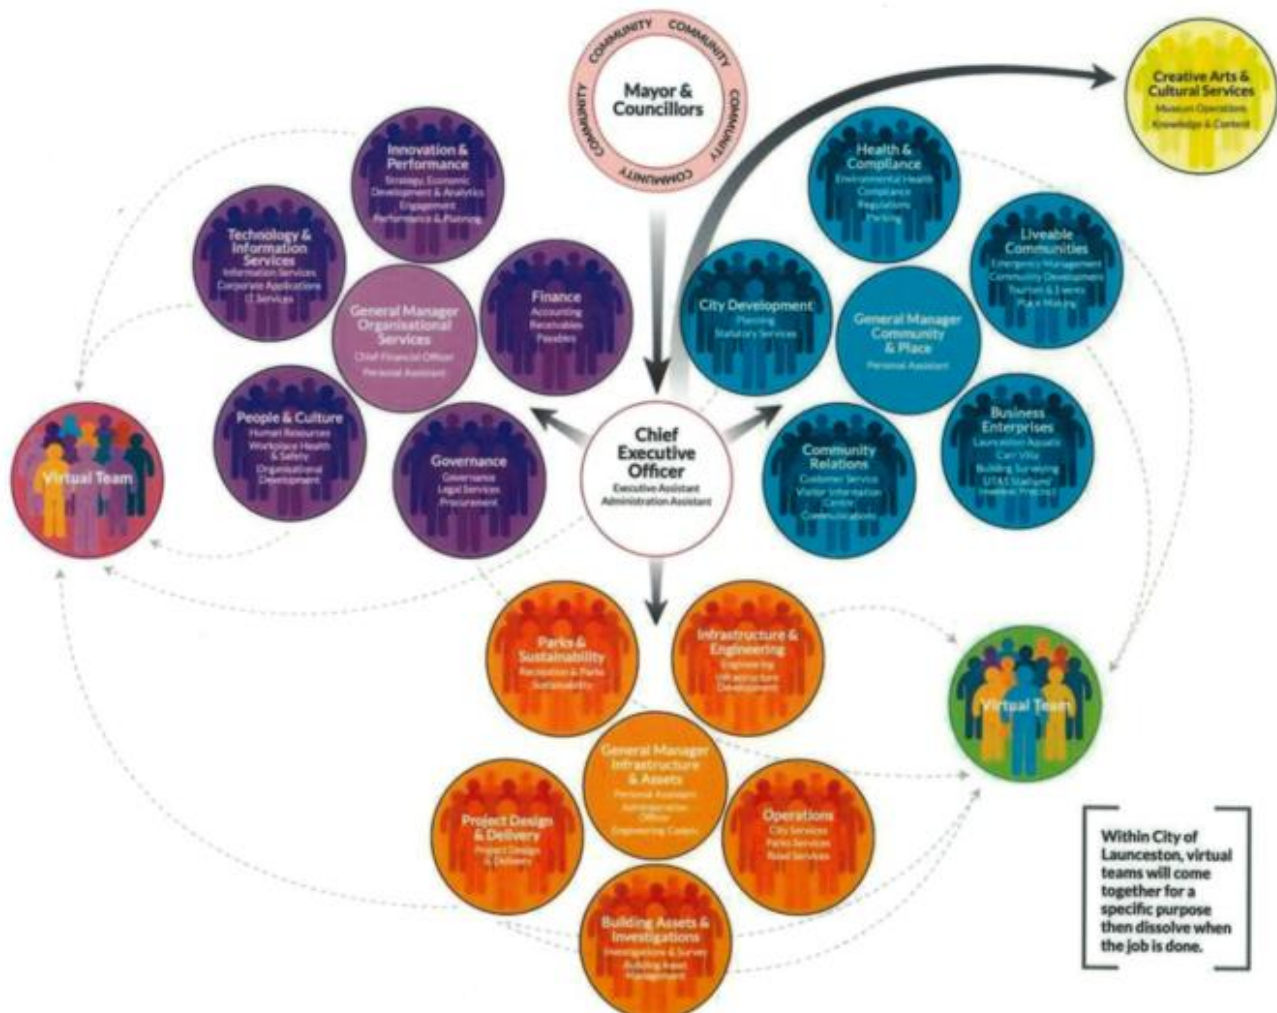 COMMUNITY COMMUNITY COMMUNITY COMMUNITY COMMUNITY
Mayor &
Councillors
Creative Arts &
Cultural Services
Museum Operations
Knowledge & Content
Innovation &
Performance
Strategy, Economic
Development & Analytics
Engagement
Performance & Planning
Technology &
Information
Services
Information Services
Corporate Applications
IT Services
General Manager
Organisational
Services
Chief Financial Officer
Personal Assistant
Finance
Accounting
Receivables
Payables
People & Culture
Human Resources
Workplace Health
& Safety
Organisational
Development
Governance
Governance
Legal Services
Procurement
Virtual Team
Chief
Executive
Officer
Executive Assistant
Administration Assistant
Health &
Compliance
Environmental Health
Compliance
Regulations
Parking
Liveable
Communities
Emergency Management
Community Development
Tourism & Events
Place Making
City Development
Planning
Statutory Services
General Manager
Community
& Place
Personal Assistant
Business
Enterprises
Launceston Aquatic
Carr Villa
Building Surveying
UTAS Stadium/
Inveresk Precinct
Community
Relations
Customer Service
Visitor Information
Centre
Communications
Parks &
Sustainability
Recreation & Parks
Sustainability
Infrastructure &
Engineering
Engineering
Infrastructure
Development
General Manager
Infrastructure
& Assets
Personal Assistant
Administration
Officer
Engineering Cadets
Project Design
& Delivery
Project Design
& Delivery
Operations
City Services
Parks Services
Road Services
Building Assets &
Investigations
Investigations & Survey
Building Asset
Management
Virtual Team
Within City of
Launceston, virtual
teams will come
together for a
specific purpose
then dissolve when
the job is done.